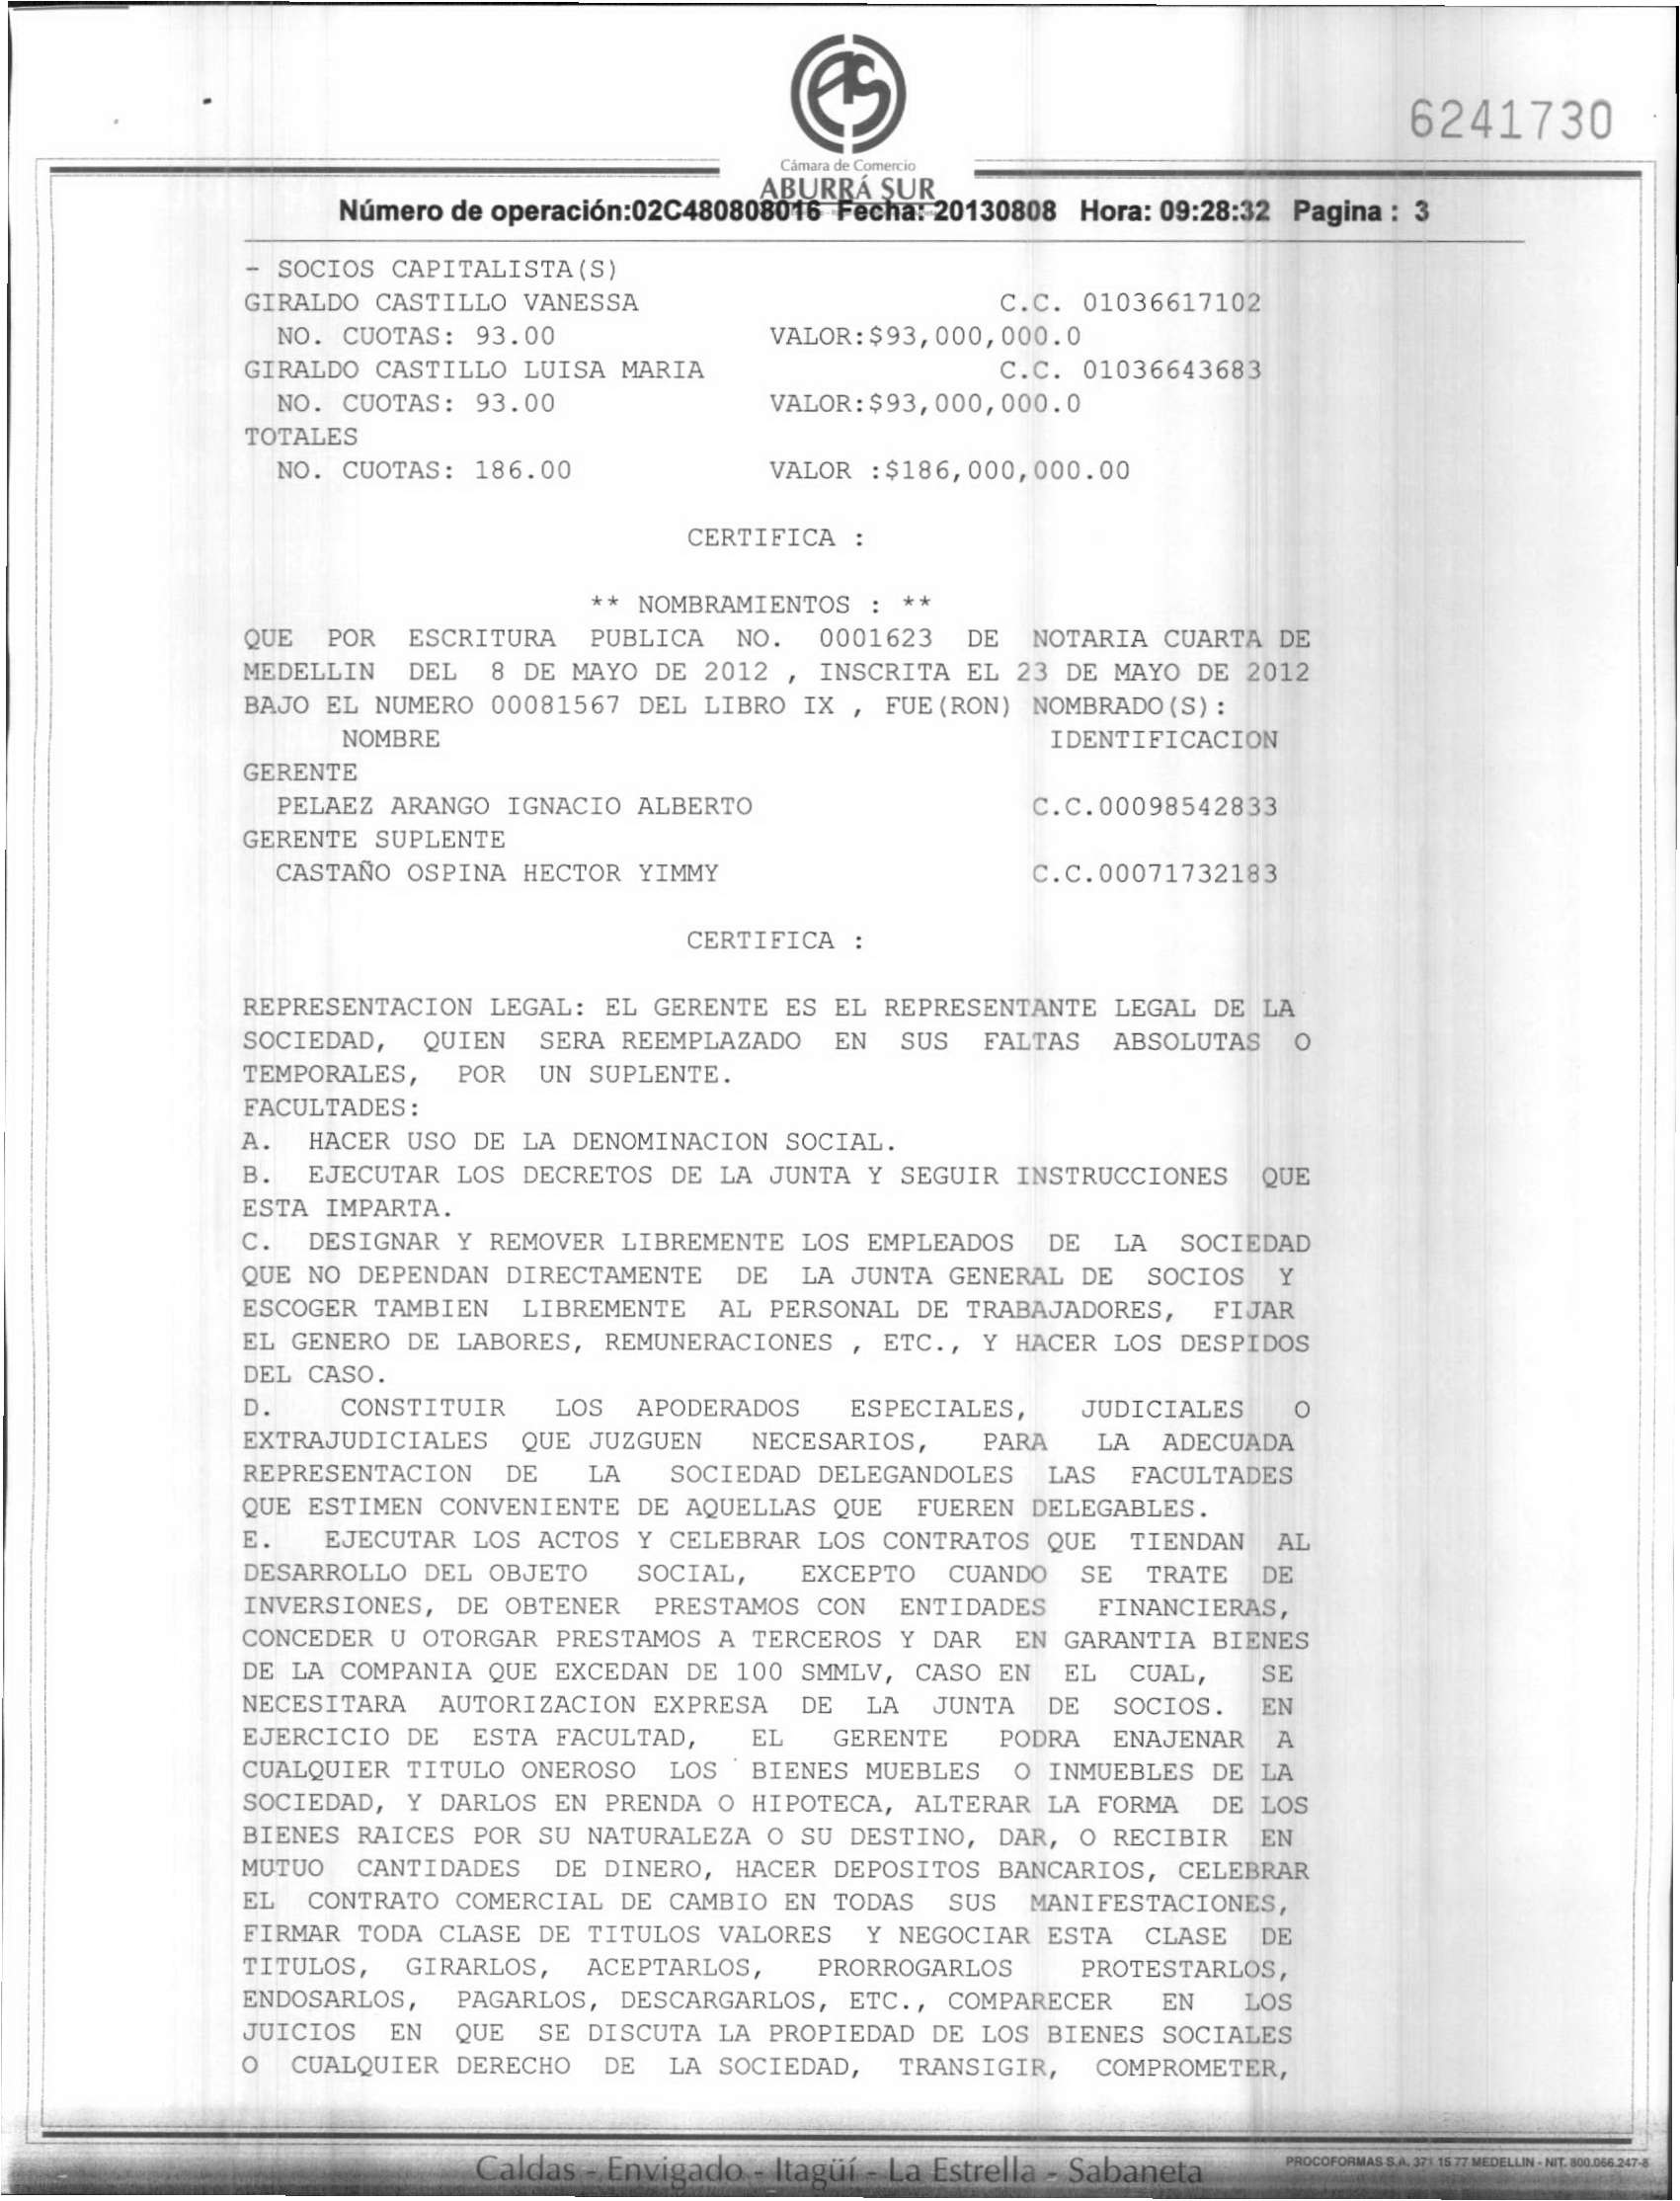 6241730
Cámara de Comercio
ABURRÁ SUR
Número de operación:02C480808016 Fecha: 20130808 Hora: 09:28:32 Pagina : 3
- SOCIOS CAPITALISTA(S)
GIRALDO CASTILLO VANESSA C.C. 01036617102
NO. CUOTAS: 93.00 VALOR:$93,000,000.0
GIRALDO CASTILLO LUISA MARIA C.C. 01036643683
NO. CUOTAS: 93.00 VALOR:$93,000,000.0
TOTALES
NO. CUOTAS: 186.00 VALOR :$186,000,000.00
CERTIFICA :
** NOMBRAMIENTOS : **
QUE POR ESCRITURA PUBLICA NO. 0001623 DE NOTARIA CUARTA DE
MEDELLIN DEL 8 DE MAYO DE 2012 , INSCRITA EL 23 DE MAYO DE 2012
BAJO EL NUMERO 00081567 DEL LIBRO IX , FUE(RON) NOMBRADO(S):
NOMBRE IDENTIFICACION
GERENTE
PELAEZ ARANGO IGNACIO ALBERTO C.C.00098542833
GERENTE SUPLENTE
CASTAÑO OSPINA HECTOR YIMMY C.C.00071732183
CERTIFICA :
REPRESENTACION LEGAL: EL GERENTE ES EL REPRESENTANTE LEGAL DE LA
SOCIEDAD, QUIEN SERA REEMPLAZADO EN SUS FALTAS ABSOLUTAS O
TEMPORALES, POR UN SUPLENTE.
FACULTADES:
A. HACER USO DE LA DENOMINACION SOCIAL.
B. EJECUTAR LOS DECRETOS DE LA JUNTA Y SEGUIR INSTRUCCIONES QUE
ESTA IMPARTA.
C. DESIGNAR Y REMOVER LIBREMENTE LOS EMPLEADOS DE LA SOCIEDAD
QUE NO DEPENDAN DIRECTAMENTE DE LA JUNTA GENERAL DE SOCIOS Y
ESCOGER TAMBIEN LIBREMENTE AL PERSONAL DE TRABAJADORES, FIJAR
EL GENERO DE LABORES, REMUNERACIONES , ETC., Y HACER LOS DESPIDOS
DEL CASO.
D. CONSTITUIR LOS APODERADOS ESPECIALES, JUDICIALES O
EXTRAJUDICIALES QUE JUZGUEN NECESARIOS, PARA LA ADECUADA
REPRESENTACION DE LA SOCIEDAD DELEGANDOLES LAS FACULTADES
QUE ESTIMEN CONVENIENTE DE AQUELLAS QUE FUEREN DELEGABLES.
E. EJECUTAR LOS ACTOS Y CELEBRAR LOS CONTRATOS QUE TIENDAN AL
DESARROLLO DEL OBJETO SOCIAL, EXCEPTO CUANDO SE TRATE DE
INVERSIONES, DE OBTENER PRESTAMOS CON ENTIDADES FINANCIERAS,
CONCEDER U OTORGAR PRESTAMOS A TERCEROS Y DAR EN GARANTIA BIENES
DE LA COMPANIA QUE EXCEDAN DE 100 SMMLV, CASO EN EL CUAL, SE
NECESITARA AUTORIZACION EXPRESA DE LA JUNTA DE SOCIOS. EN
EJERCICIO DE ESTA FACULTAD, EL GERENTE PODRA ENAJENAR A
CUALQUIER TITULO ONEROSO LOS BIENES MUEBLES O INMUEBLES DE LA
SOCIEDAD, Y DARLOS EN PRENDA O HIPOTECA, ALTERAR LA FORMA DE LOS
BIENES RAICES POR SU NATURALEZA O SU DESTINO, DAR, O RECIBIR EN
MUTUO CANTIDADES DE DINERO, HACER DEPOSITOS BANCARIOS, CELEBRAR
EL CONTRATO COMERCIAL DE CAMBIO EN TODAS SUS MANIFESTACIONES,
FIRMAR TODA CLASE DE TITULOS VALORES Y NEGOCIAR ESTA CLASE DE
TITULOS, GIRARLOS, ACEPTARLOS, PRORROGARLOS PROTESTARLOS,
ENDOSARLOS, PAGARLOS, DESCARGARLOS, ETC., COMPARECER EN LOS
JUICIOS EN QUE SE DISCUTA LA PROPIEDAD DE LOS BIENES SOCIALES
O CUALQUIER DERECHO DE LA SOCIEDAD, TRANSIGIR, COMPROMETER,
Caldas - Envigado - Itagüí - La Estrella - Sabaneta
PROCOFORMAS S.A. 371 15 77 MEDELLIN - NIT. 800.066.247-8